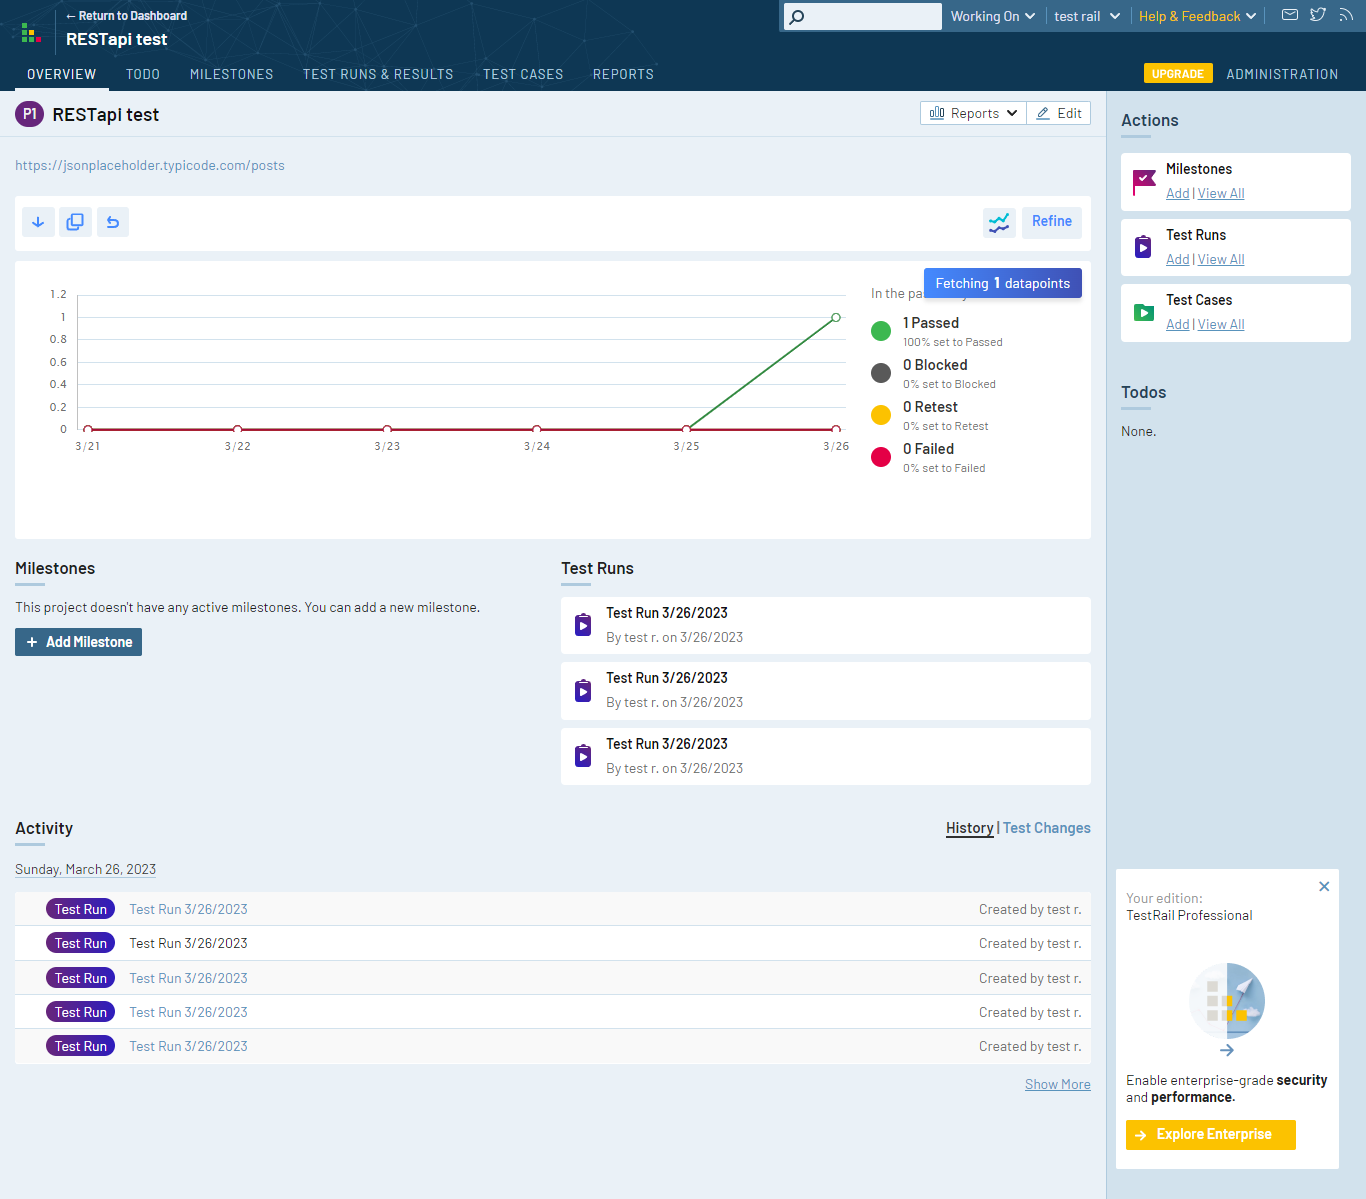 ← Return to Dashboard
RESTapi test
Working On
test rail
Help & Feedback
OVERVIEW
TODO
MILESTONES
TEST RUNS & RESULTS
TEST CASES
REPORTS
UPGRADE
ADMINISTRATION
P1
RESTapi test
Reports
Edit
https://jsonplaceholder.typicode.com/posts
Refine
Fetching 1 datapoints
In the
1.2
1
0.8
0.6
0.4
0.2
0
3/21
3/22
3/23
3/24
3/25
3/26
1 Passed
100% set to Passed
0 Blocked
0% set to Blocked
0 Retest
0% set to Retest
0 Failed
0% set to Failed
Milestones
This project doesn't have any active milestones. You can add a new milestone.
+ Add Milestone
Test Runs
Test Run 3/26/2023
By test r. on 3/26/2023
Test Run 3/26/2023
By test r. on 3/26/2023
Test Run 3/26/2023
By test r. on 3/26/2023
Activity
History | Test Changes
Sunday, March 26, 2023
Test Run Test Run 3/26/2023 Created by test r.
Test Run Test Run 3/26/2023 Created by test r.
Test Run Test Run 3/26/2023 Created by test r.
Test Run Test Run 3/26/2023 Created by test r.
Test Run Test Run 3/26/2023 Created by test r.
Show More
Actions
Milestones
Add | View All
Test Runs
Add | View All
Test Cases
Add | View All
Todos
None.
Your edition:
TestRail Professional
Enable enterprise-grade security
and performance.
Explore Enterprise